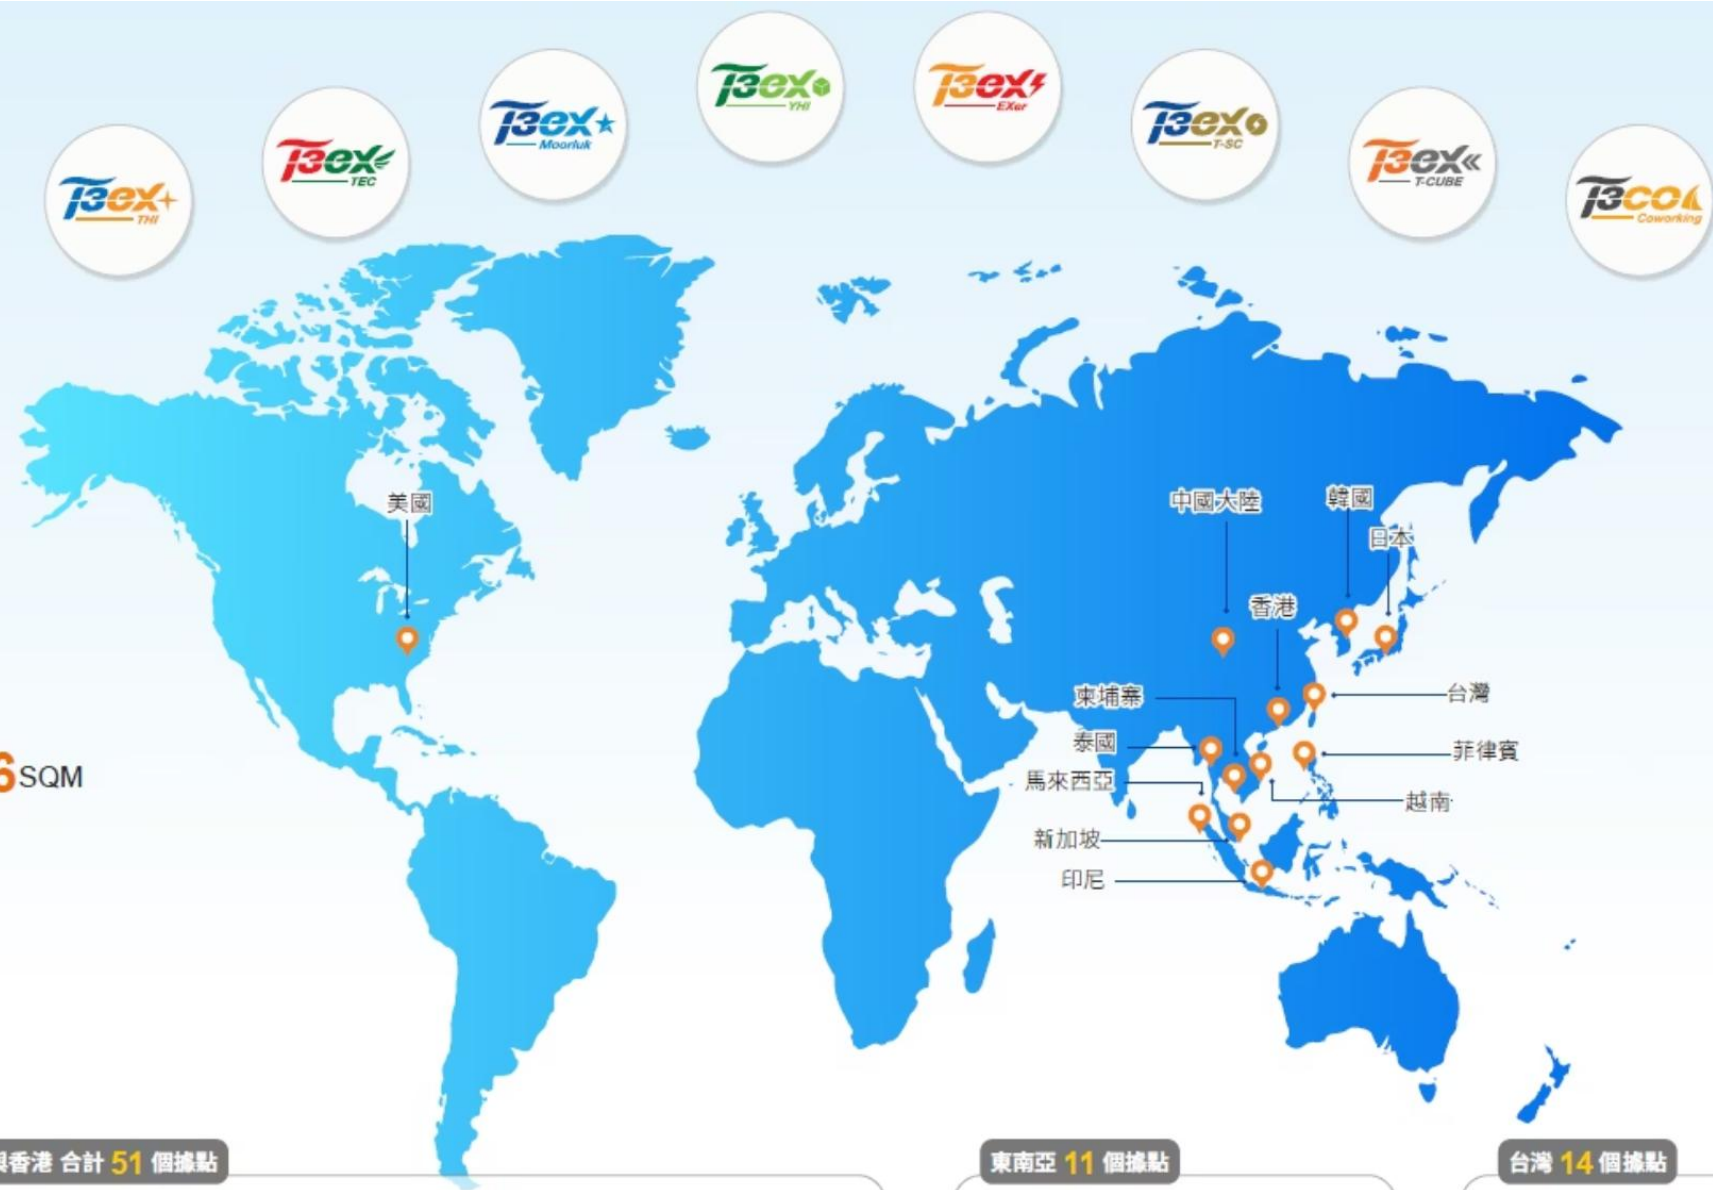 T3ex
THI
T3ex
TEC
T3ex
Moorluk
T3ex
YHI
T3ex
EXer
T3ex
T-SC
T3ex
T-CUBE
T3CO
Coworking
美國
中國大陸
韓國
日本
香港
台灣
柬埔寨
泰國
菲律賓
馬來西亞
越南
新加坡
印尼
6SQM
香港 合計 51 個據點
東南亞 11 個據點
台灣 14 個據點